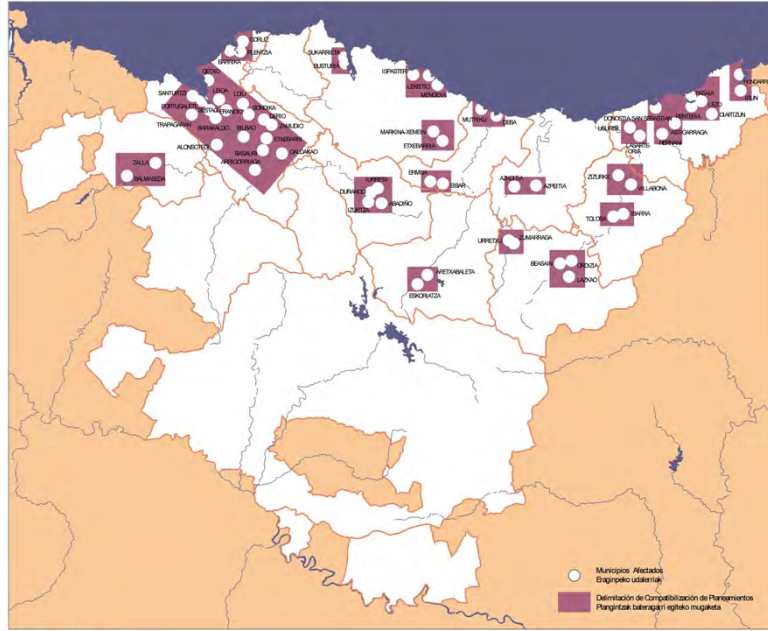 GORLIZ
PLENTZIA
BARRIKA
SUKARRIETA
BUSTURIA
GETXO
LEIOA
LOIU
SANTURTZI
PORTUGALETE
SESTAO
ERANDIO
SONDIKA
DERIO
ZAMUDIO
TRAPAGARAN
BARAKALDO
BILBAO
ETXEBARRI
ALONSOTEGI
BASAURI
GALDAKAO
ARRIGORRIAGA
ZALLA
BALMASEDA
ISPASTER
LEKEITIO
MENDEXA
MUTRIKU
DEBA
MARKINA-XEMEIN
ETXEBARRIA
IURRETA
DURANGO
ABADIÑO
IZURTZA
ERMUA
EIBAR
AZKOITIA
AZPEITIA
HONDARRIBIA
IRUN
PASAIA
LEZO
OIARTZUN
RENTERIA
DONOSTIA-SAN SEBASTIAN
USURBIL
LASARTE
ORIA
ASTIGARRAGA
HERNANI
ZIZURKIL
VILLABONA
TOLOSA
IBARRA
URRETXU
ZUMARRAGA
BEASAIN
ORDIZIA
LAZKAO
ARETXABALETA
ESKORIATZA
Municipios Afectados
Eraginpeko udalerriak
Delimitación de Compatibilización de Planeamientos
Plangintzak bateragarri egiteko mugaketa